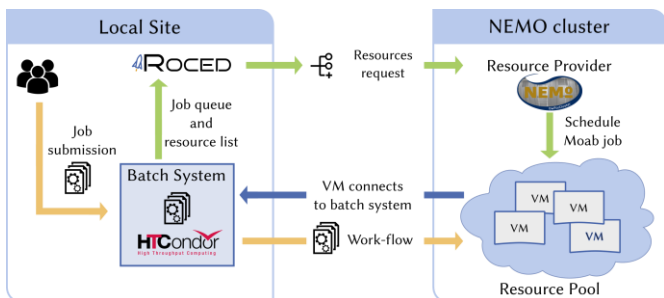 Local Site
NEMO cluster
ROCED
Resources
request
Resource Provider
NEMO
Job queue
and
resource list
Schedule
Moab job
Job
submission
Batch System
VM connects
to batch system
VM
VM
VM
VM
HTCondor
High Throughput Computing
Work-flow
Resource Pool